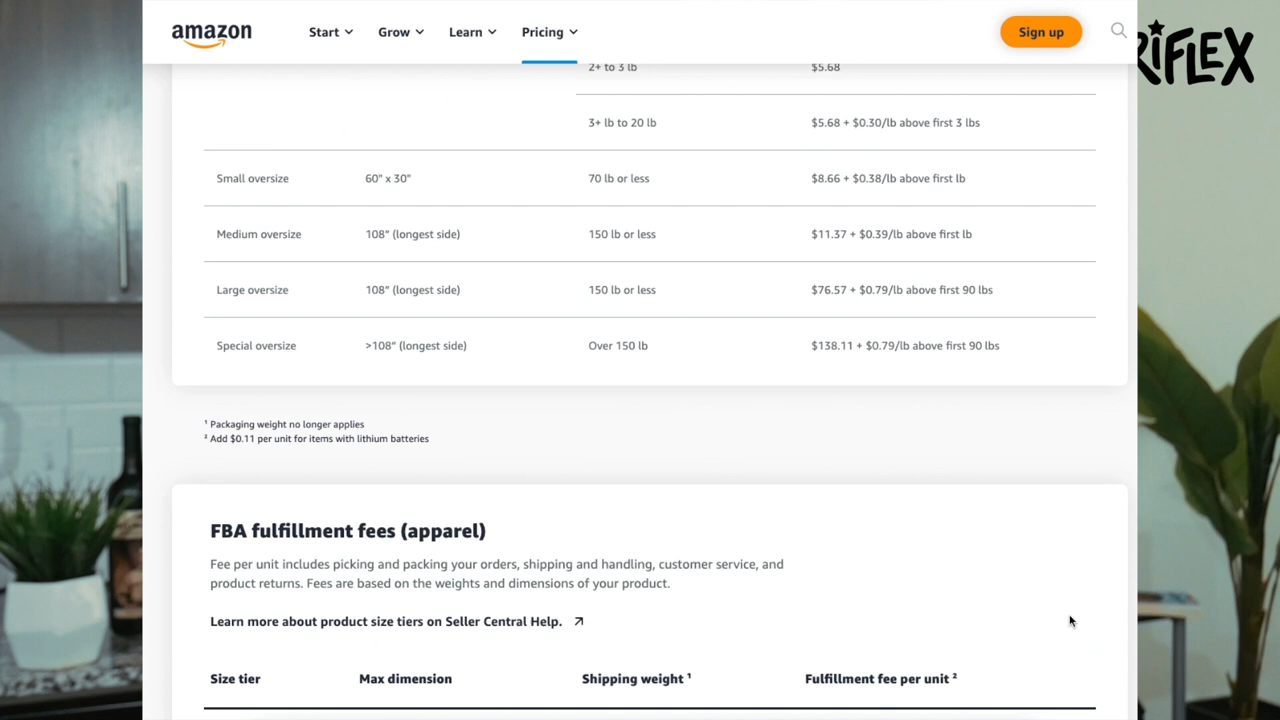 amazon
Start
Grow
Learn
Pricing
Sign up
RiFLEX
2+ to 3 lb $5.68
3+ lb to 20 lb $5.68 + $0.30/lb above first 3 lbs
Small oversize 60" x 30" 70 lb or less $8.66 + $0.38/lb above first lb
Medium oversize 108" (longest side) 150 lb or less $11.37 + $0.39/lb above first lb
Large oversize 108" (longest side) 150 lb or less $76.57 + $0.79/lb above first 90 lbs
Special oversize >108" (longest side) Over 150 lb $138.11 + $0.79/lb above first 90 lbs
¹ Packaging weight no longer applies
² Add $0.11 per unit for items with lithium batteries
FBA fulfillment fees (apparel)
Fee per unit includes picking and packing your orders, shipping and handling, customer service, and
product returns. Fees are based on the weights and dimensions of your product.
Learn more about product size tiers on Seller Central Help.
Size tier Max dimension Shipping weight ¹ Fulfillment fee per unit ²